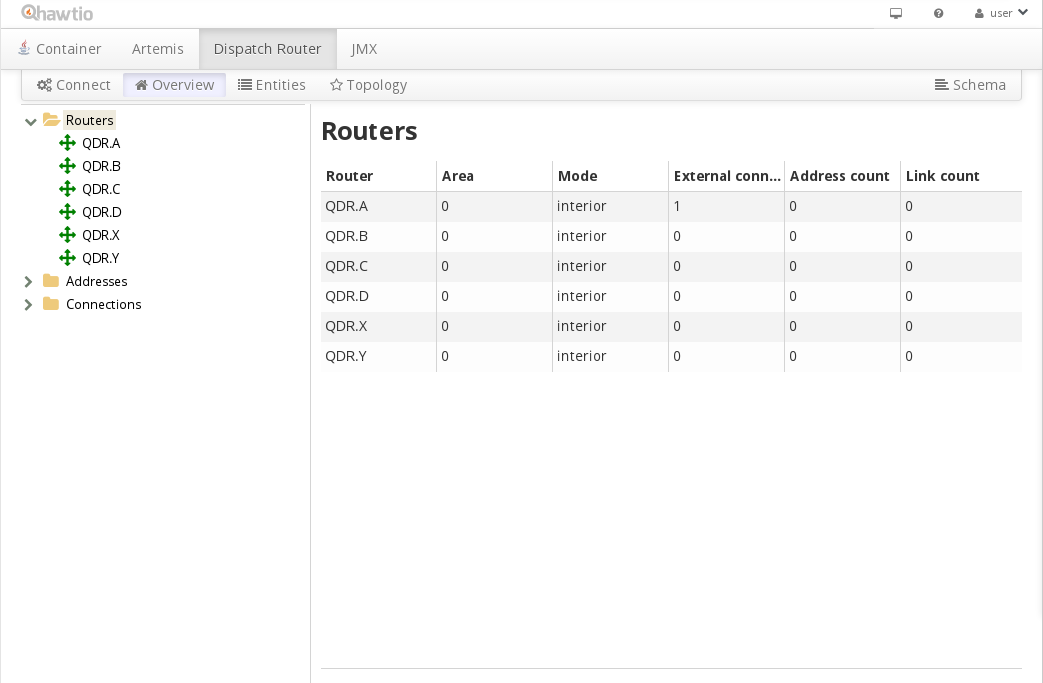 hawtio
user
Container Artemis Dispatch Router JMX
Connect Overview Entities Topology Schema
Routers
QDR.A
QDR.B
QDR.C
QDR.D
QDR.X
QDR.Y
Addresses
Connections
Routers
Router Area Mode External conn... Address count Link count
QDR.A 0 interior 1 0 0
QDR.B 0 interior 0 0 0
QDR.C 0 interior 0 0 0
QDR.D 0 interior 0 0 0
QDR.X 0 interior 0 0 0
QDR.Y 0 interior 0 0 0